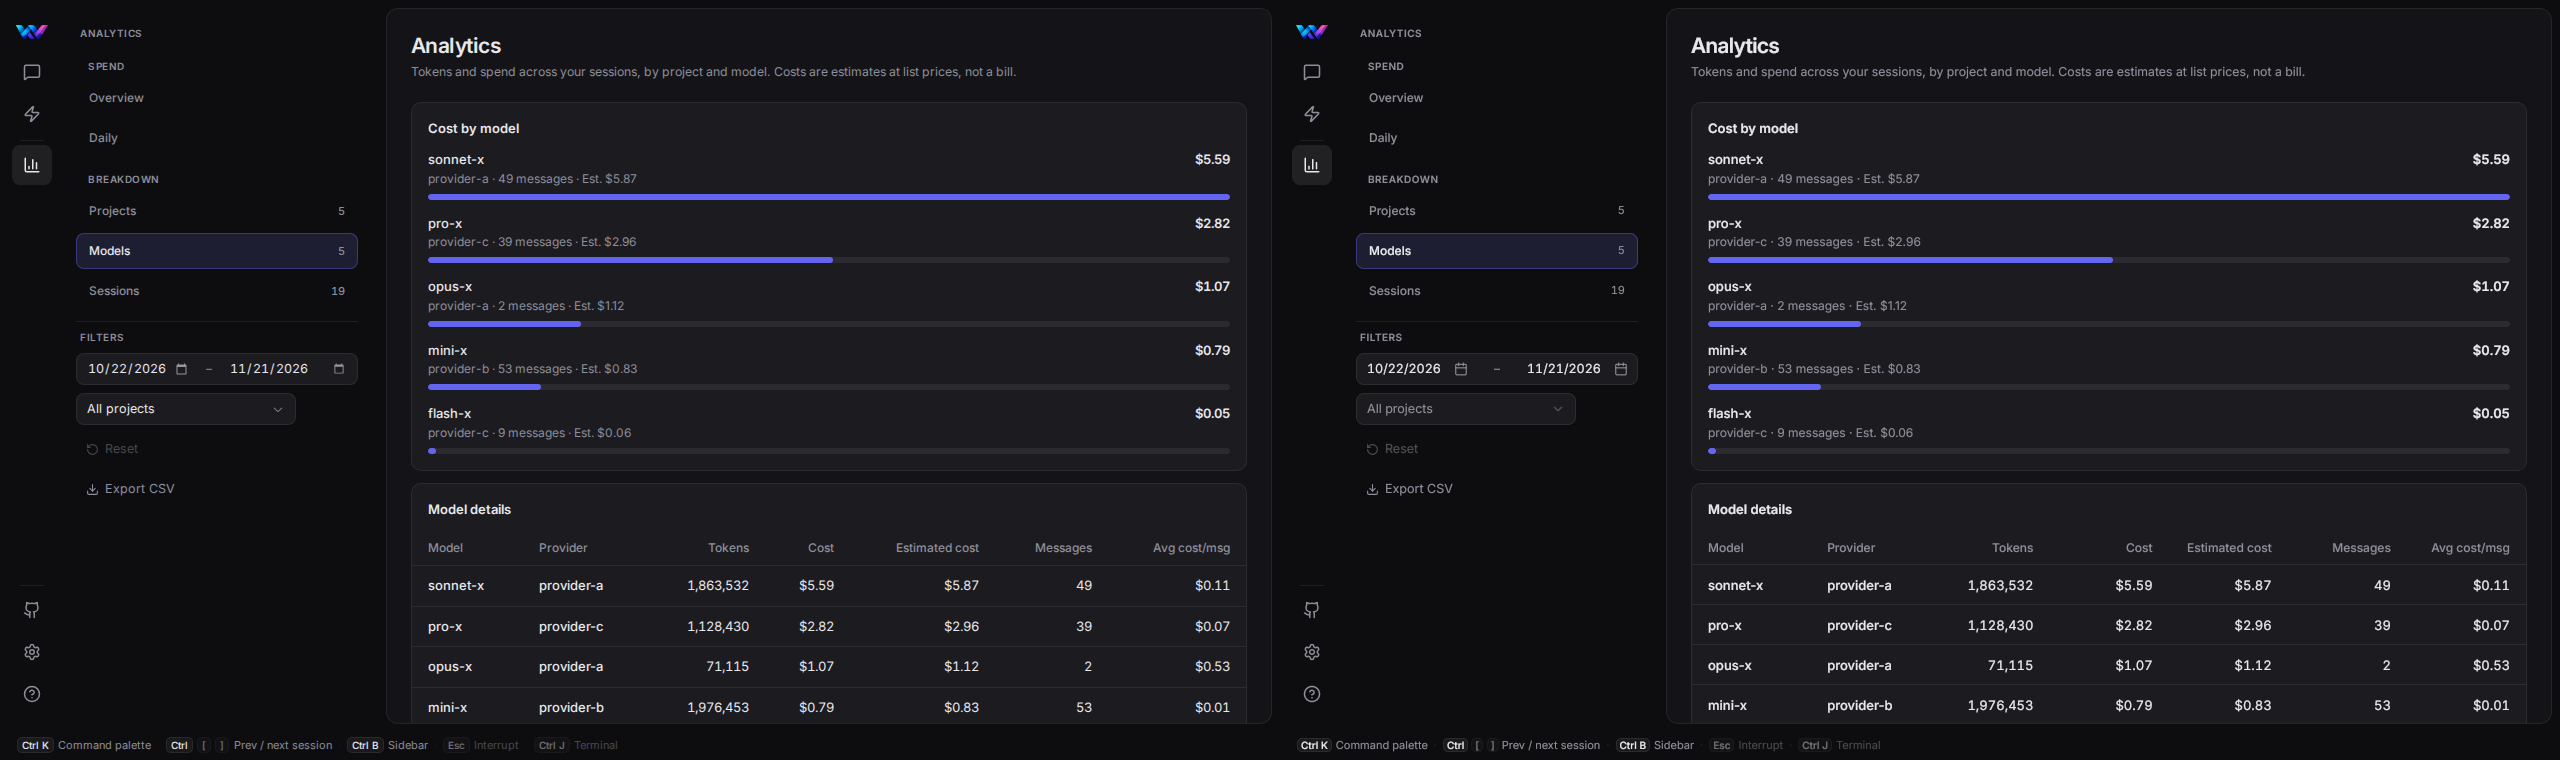 ANALYTICS
SPEND
Overview
Daily
BREAKDOWN
Projects 5
Models 5
Sessions 19
FILTERS
10/22/2026 – 11/21/2026
All projects
Reset
Export CSV
Analytics
Tokens and spend across your sessions, by project and model. Costs are estimates at list prices, not a bill.
Cost by model
sonnet-x $5.59
provider-a · 49 messages · Est. $5.87
pro-x $2.82
provider-c · 39 messages · Est. $2.96
opus-x $1.07
provider-a · 2 messages · Est. $1.12
mini-x $0.79
provider-b · 53 messages · Est. $0.83
flash-x $0.05
provider-c · 9 messages · Est. $0.06
Model details
Model Provider Tokens Cost Estimated cost Messages Avg cost/msg
sonnet-x provider-a 1,863,532 $5.59 $5.87 49 $0.11
pro-x provider-c 1,128,430 $2.82 $2.96 39 $0.07
opus-x provider-a 71,115 $1.07 $1.12 2 $0.53
mini-x provider-b 1,976,453 $0.79 $0.83 53 $0.01
Ctrl K Command palette Ctrl [ ] Prev / next session Ctrl B Sidebar Esc Interrupt Ctrl J Terminal
ANALYTICS
SPEND
Overview
Daily
BREAKDOWN
Projects 5
Models 5
Sessions 19
FILTERS
10/22/2026 – 11/21/2026
All projects
Reset
Export CSV
Analytics
Tokens and spend across your sessions, by project and model. Costs are estimates at list prices, not a bill.
Cost by model
sonnet-x $5.59
provider-a · 49 messages · Est. $5.87
pro-x $2.82
provider-c · 39 messages · Est. $2.96
opus-x $1.07
provider-a · 2 messages · Est. $1.12
mini-x $0.79
provider-b · 53 messages · Est. $0.83
flash-x $0.05
provider-c · 9 messages · Est. $0.06
Model details
Model Provider Tokens Cost Estimated cost Messages Avg cost/msg
sonnet-x provider-a 1,863,532 $5.59 $5.87 49 $0.11
pro-x provider-c 1,128,430 $2.82 $2.96 39 $0.07
opus-x provider-a 71,115 $1.07 $1.12 2 $0.53
mini-x provider-b 1,976,453 $0.79 $0.83 53 $0.01
Ctrl K Command palette · Ctrl [ ] Prev / next session · Ctrl B Sidebar · Esc Interrupt · Ctrl J Terminal